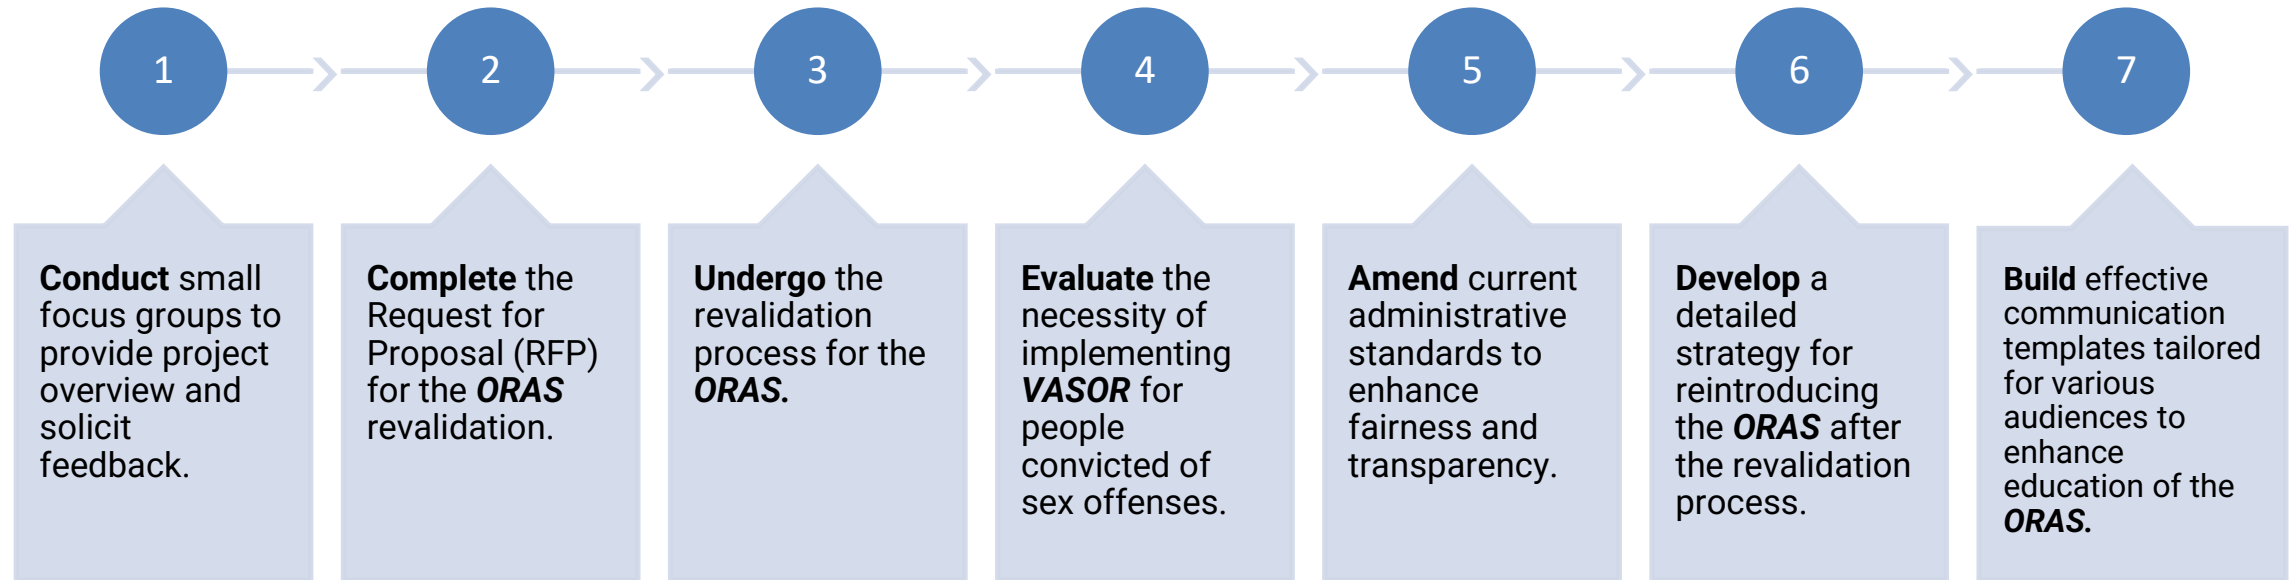 1
2
3
4
5
6
7
Conduct small
focus groups to
provide project
overview and
solicit
feedback.
Complete the
Request for
Proposal (RFP)
for the ORAS
revalidation.
Undergo the
revalidation
process for the
ORAS.
Evaluate the
necessity of
implementing
VASOR for
people
convicted of
sex offenses.
Amend current
administrative
standards to
enhance
fairness and
transparency.
Develop a
detailed
strategy for
reintroducing
the ORAS after
the revalidation
process.
Build effective
communication
templates tailored
for various
audiences to
enhance
education of the
ORAS.